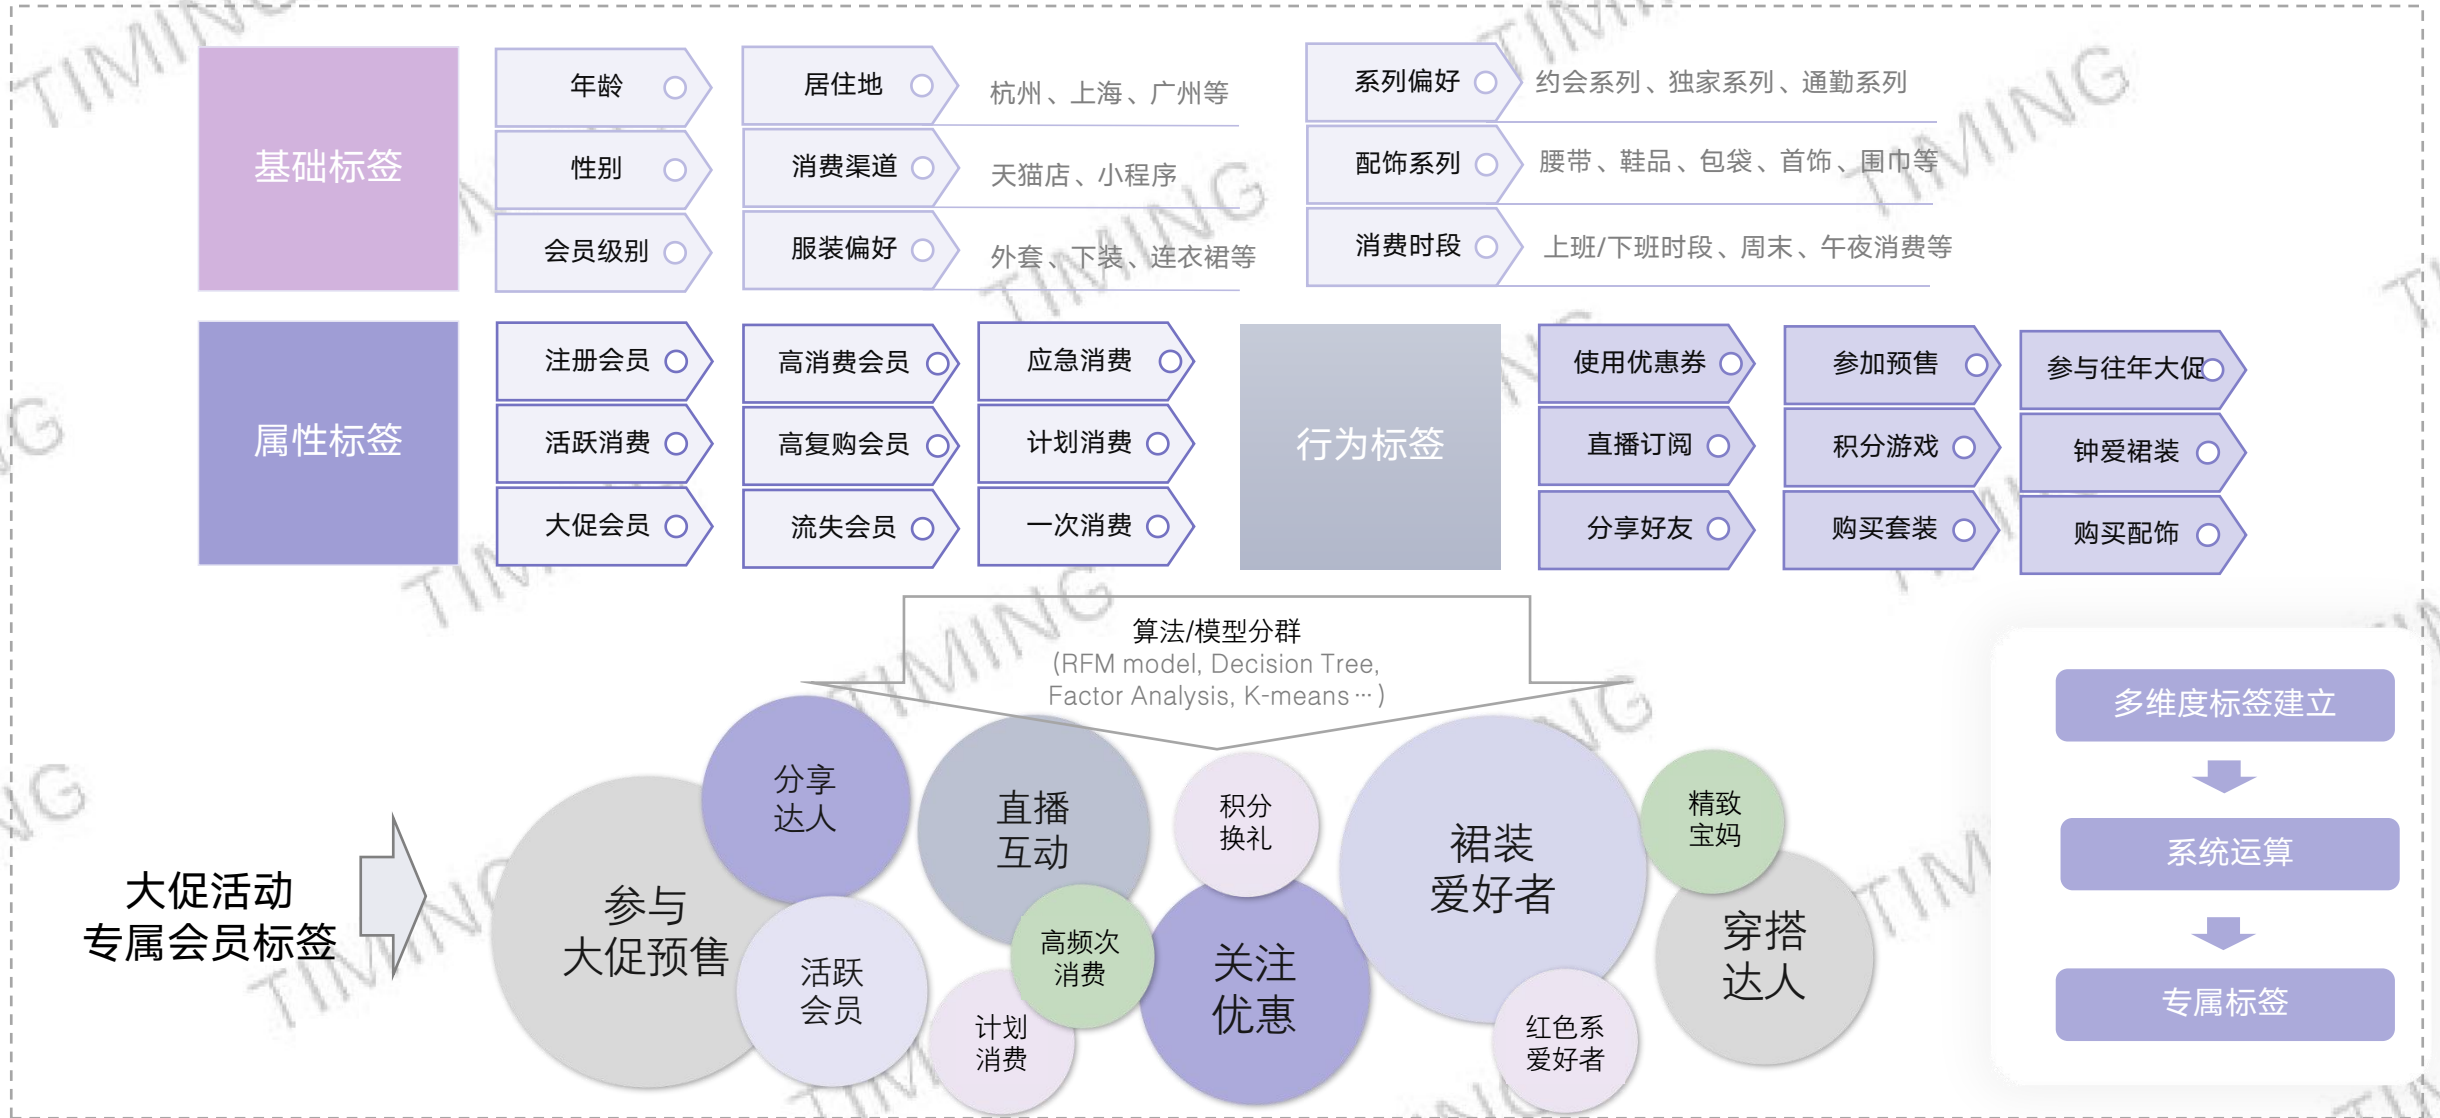 基础标签
年龄
性别
会员级别
居住地
杭州、上海、广州等
消费渠道
天猫店、小程序
服装偏好
外套、下装、连衣裙等
系列偏好
约会系列、独家系列、通勤系列
配饰系列
腰带、鞋品、包袋、首饰、围巾等
消费时段
上班/下班时段、周末、午夜消费等
属性标签
注册会员
活跃消费
大促会员
高消费会员
高复购会员
流失会员
应急消费
计划消费
一次消费
行为标签
使用优惠券
直播订阅
分享好友
参加预售
积分游戏
购买套装
参与往年大促
钟爱裙装
购买配饰
算法/模型分群
(RFM model, Decision Tree,
Factor Analysis, K-means…)
大促活动
专属会员标签
参与
大促预售
分享
达人
活跃
会员
直播
互动
高频次
消费
计划
消费
积分
换礼
关注
优惠
裙装
爱好者
红色系
爱好者
精致
宝妈
穿搭
达人
多维度标签建立
系统运算
专属标签
TIMING
TIMING
TIMING
TIMING
TIMING
TIMING